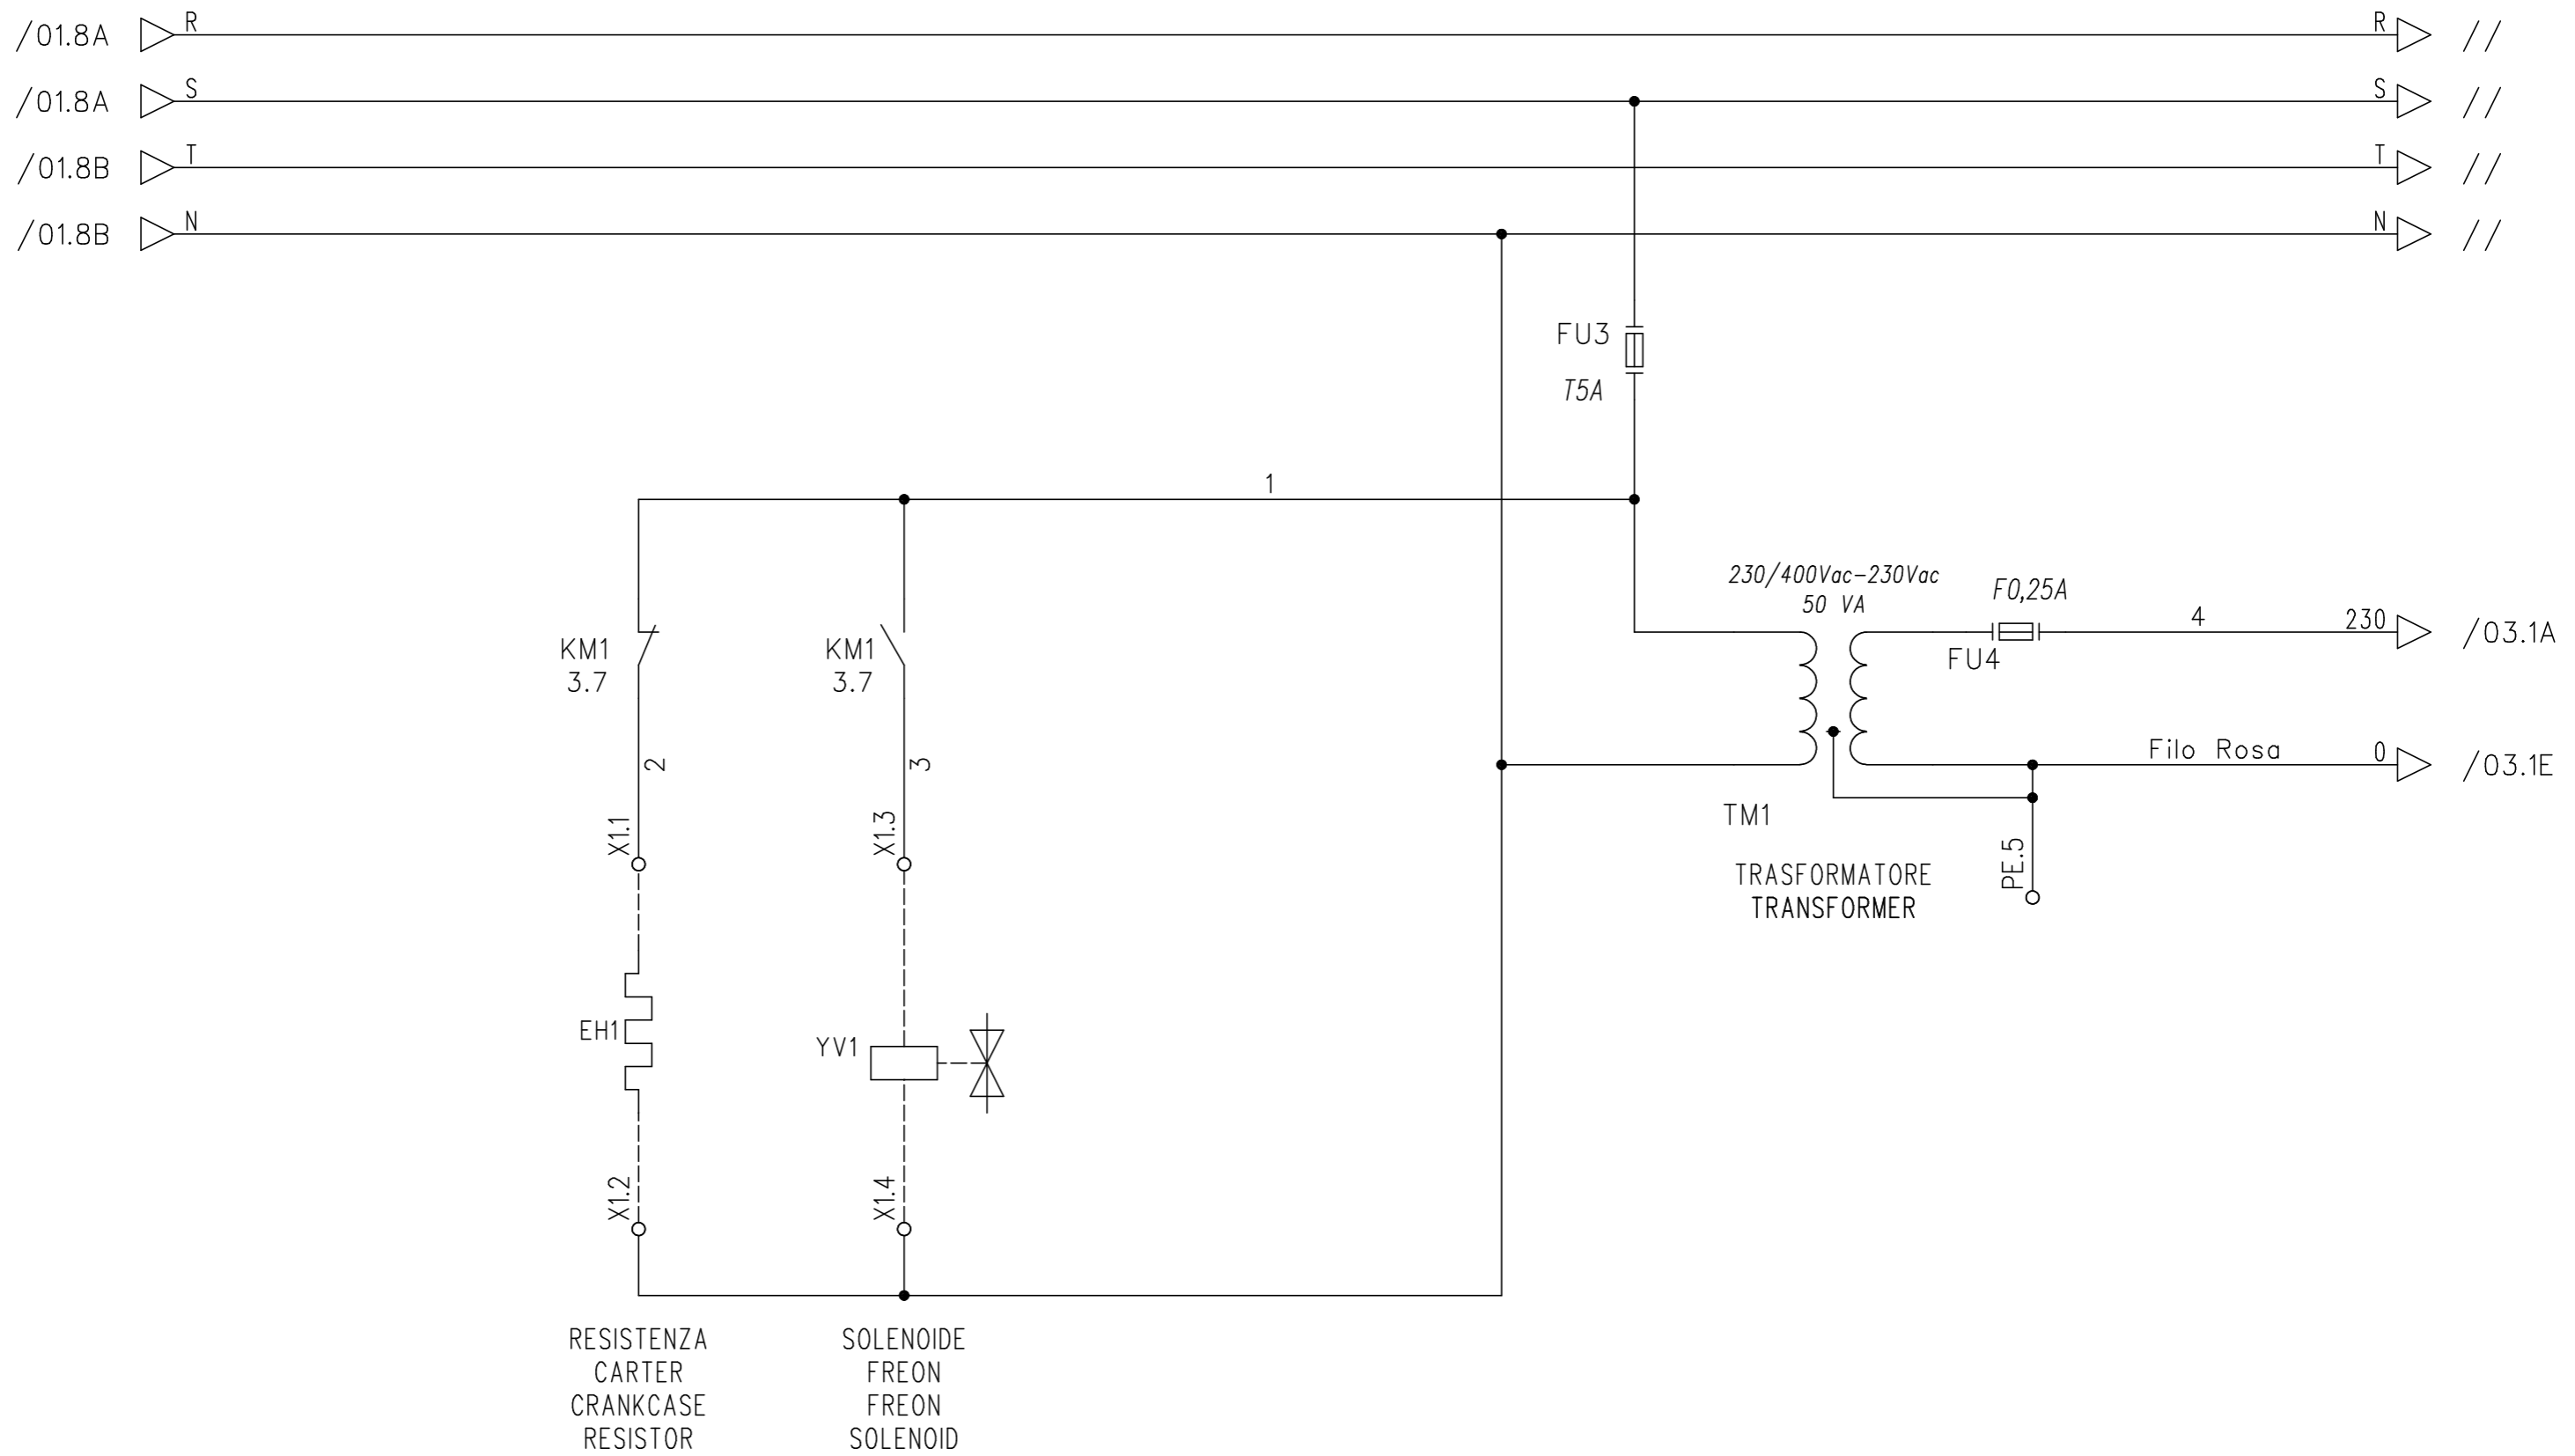 /01.8A R R //
/01.8A S S //
/01.8B T T //
/01.8B N N //
FU3
T5A
1
230/400Vac-230Vac
50 VA
F0,25A
4
230
/03.1A
FU4
KM1
3.7
KM1
3.7
2
3
Filo Rosa
0
/03.1E
TM1
X1.1
X1.3
PE.5
TRASFORMATORE
TRANSFORMER
EH1
YV1
X1.2
X1.4
RESISTENZA
CARTER
CRANKCASE
RESISTOR
SOLENOIDE
FREON
FREON
SOLENOID